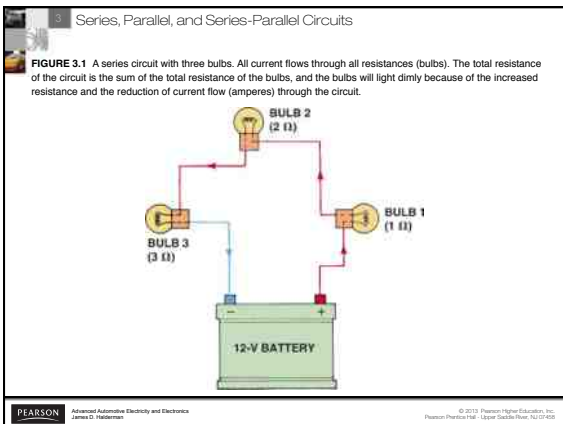 3 Series, Parallel, and Series-Parallel Circuits
FIGURE 3.1 A series circuit with three bulbs. All current flows through all resistances (bulbs). The total resistance
of the circuit is the sum of the total resistance of the bulbs, and the bulbs will light dimly because of the increased
resistance and the reduction of current flow (amperes) through the circuit.
BULB 2
(2 Ω)
BULB 1
(1 Ω)
BULB 3
(3 Ω)
− +
12-V BATTERY
PEARSON
Advanced Automotive Electricity and Electronics
James D. Halderman
© 2013 Pearson Higher Education, Inc.
Pearson Prentice Hall - Upper Saddle River, NJ 07458